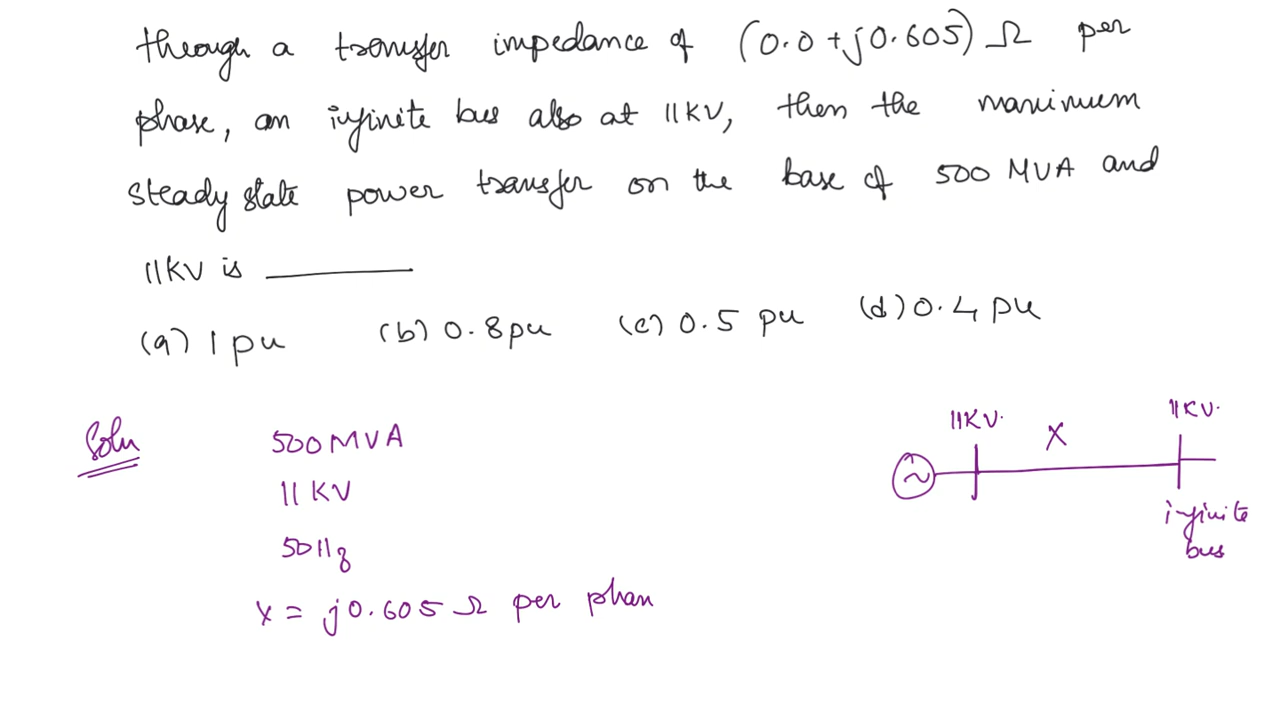 through a transfer impedance of (0.0 + j0.605) Ω per
phase, an infinite bus also at 11KV, then the maximum
steady state power transfer on the base of 500 MVA and
11KV is ________
(a) 1 pu (b) 0.8pu (c) 0.5 pu (d) 0.4 pu
Soln
500MVA
11 KV
50Hz
X = j0.605 Ω per phase
11KV. X 11KV.
infinite
bus